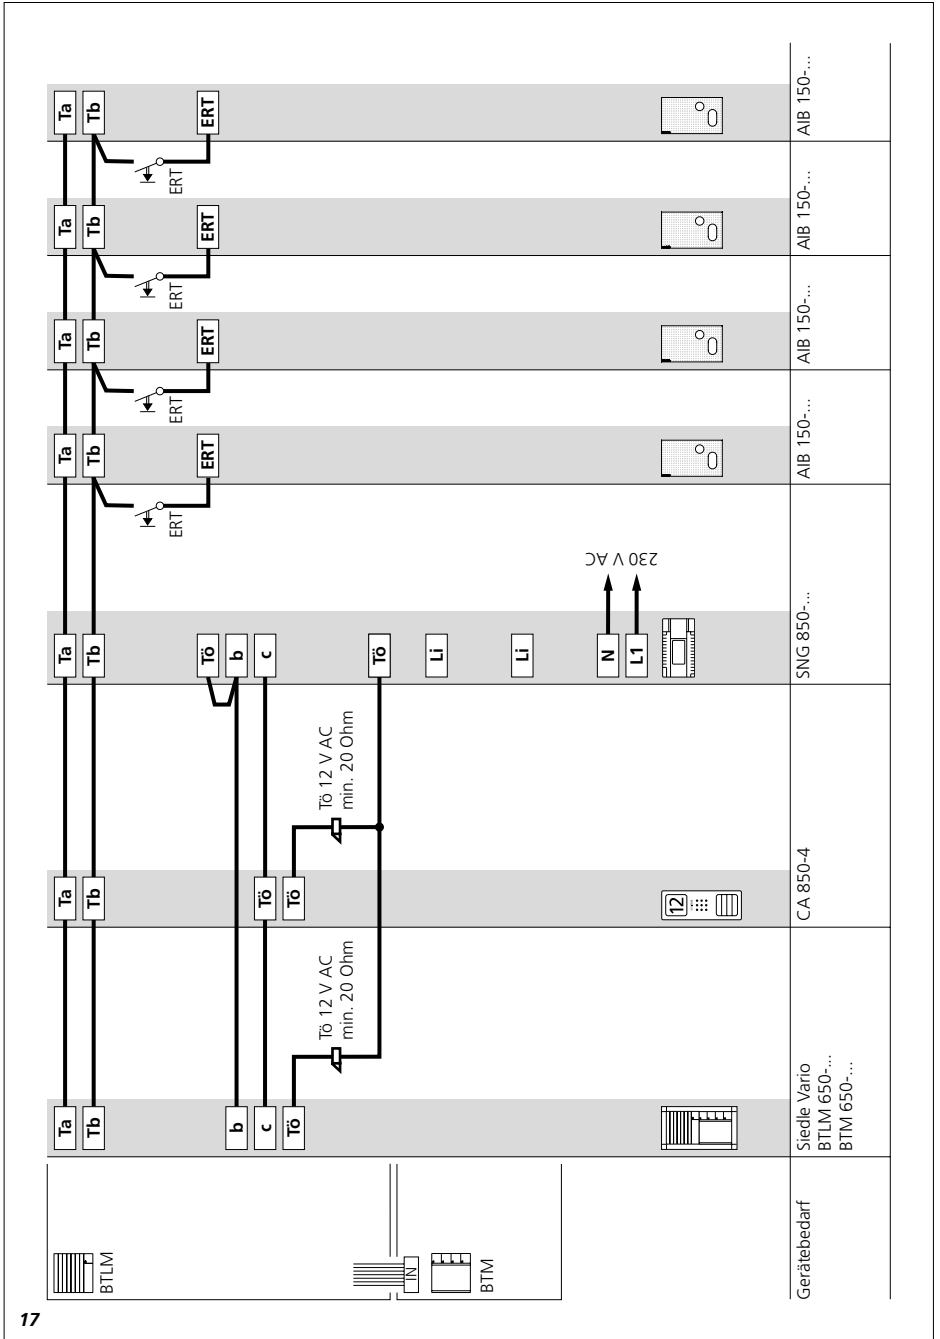 Ta Ta Ta Ta Ta Ta Ta
Tb Tb Tb Tb Tb Tb Tb
BTLM
ERT ERT ERT ERT
Tö ERT ERT ERT ERT
b b
c Tö c
Tö Tö
Tö 12 V AC
min. 20 Ohm
Tö 12 V AC
min. 20 Ohm
Tö
IN
Li
BTM
Li
N
L1
230 V AC
12
Gerätebedarf
Siedle Vario
BTLM 650-...
BTM 650-...
CA 850-4
SNG 850-...
AIB 150-...
AIB 150-...
AIB 150-...
AIB 150-...
17